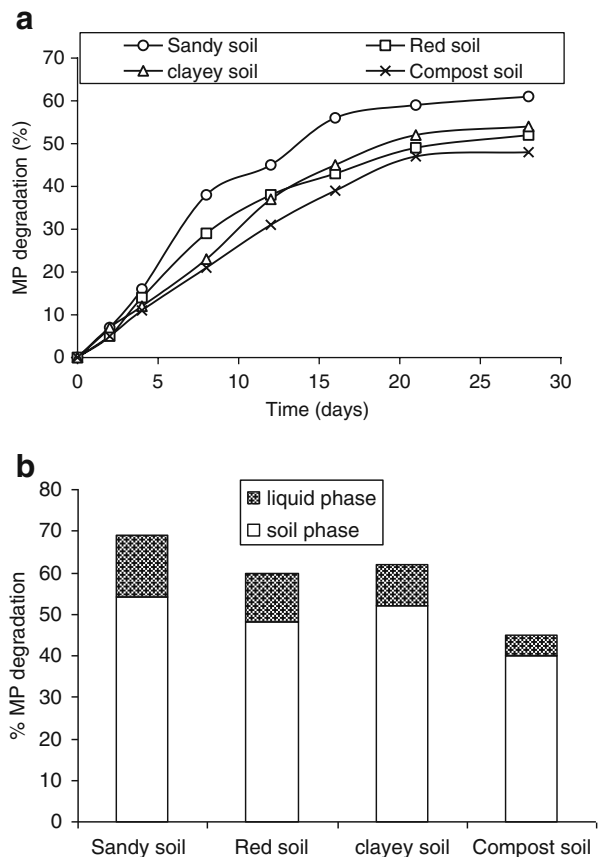 a
Sandy soil Red soil
clayey soil Compost soil
70
60
50
40
30
20
10
0
MP degradation (%)
0 5 10 15 20 25 30
Time (days)
b
80
70
60
50
40
30
20
10
0
% MP degradation
liquid phase
soil phase
Sandy soil Red soil clayey soil Compost soil